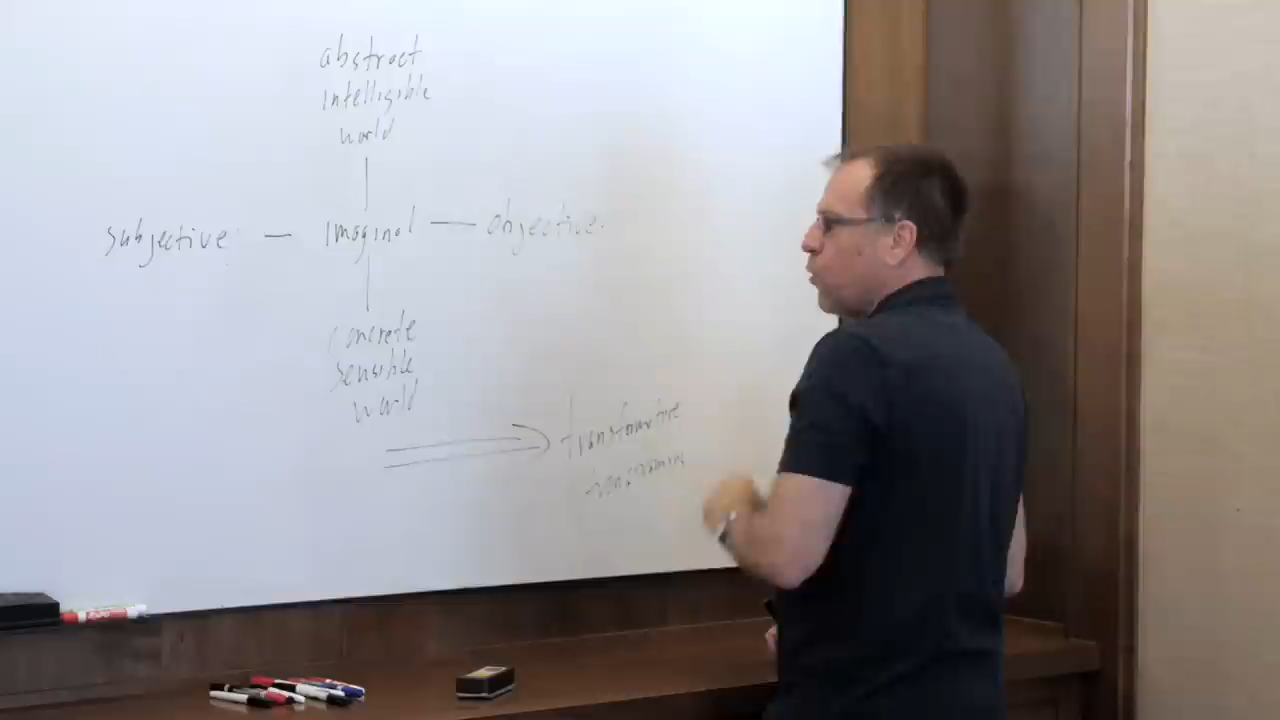 abstract
intelligible
world
subjective — imaginal — objective
concrete
sensible
world
transformative